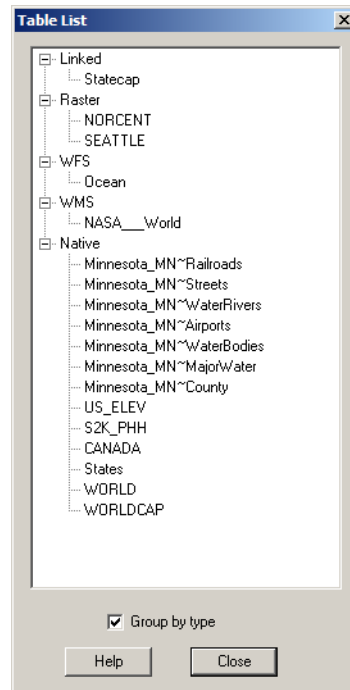 Table List
Linked
Statecap
Raster
NORCENT
SEATTLE
WFS
Ocean
WMS
NASA___World
Native
Minnesota_MN~Railroads
Minnesota_MN~Streets
Minnesota_MN~WaterRivers
Minnesota_MN~Airports
Minnesota_MN~WaterBodies
Minnesota_MN~MajorWater
Minnesota_MN~County
US_ELEV
S2K_PHH
CANADA
States
WORLD
WORLDCAP
Group by type
Help Close